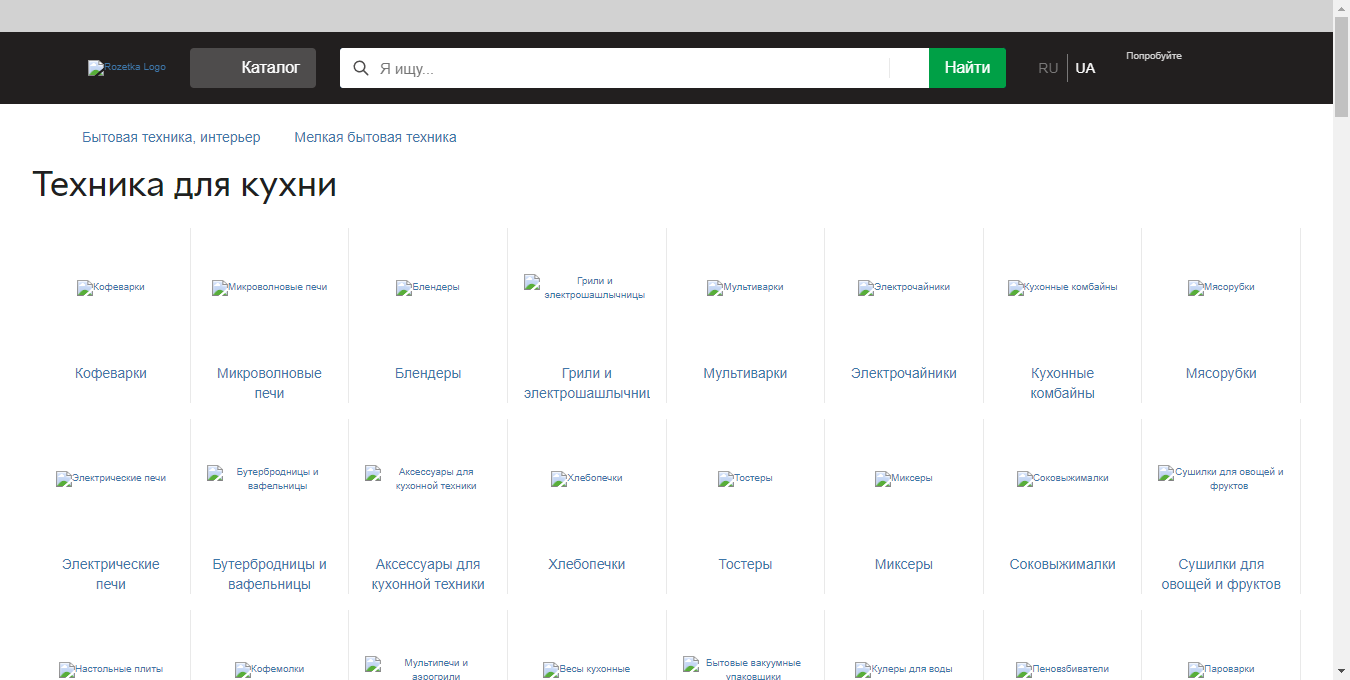 Rozetka Logo
Каталог
Я ищу...
Найти
RU
UA
Попробуйте
Бытовая техника, интерьер
Мелкая бытовая техника
Техника для кухни
Кофеварки
Микроволновые печи
Блендеры
Грили и
электрошашлычницы
Мультиварки
Электрочайники
Кухонные комбайны
Мясорубки
Кофеварки
Микроволновые
печи
Блендеры
Грили и
электрошашлычниц
Мультиварки
Электрочайники
Кухонные
комбайны
Мясорубки
Электрические печи
Бутербродницы и
вафельницы
Аксессуары для
кухонной техники
Хлебопечки
Тостеры
Миксеры
Соковыжималки
Сушилки для овощей и
фруктов
Электрические
печи
Бутербродницы и
вафельницы
Аксессуары для
кухонной техники
Хлебопечки
Тостеры
Миксеры
Соковыжималки
Сушилки для
овощей и фруктов
Настольные плиты
Кофемолки
Мультипечи и
аэрогрили
Весы кухонные
Бытовые вакуумные
упаковщики
Кулеры для воды
Пеновзбиватели
Пароварки